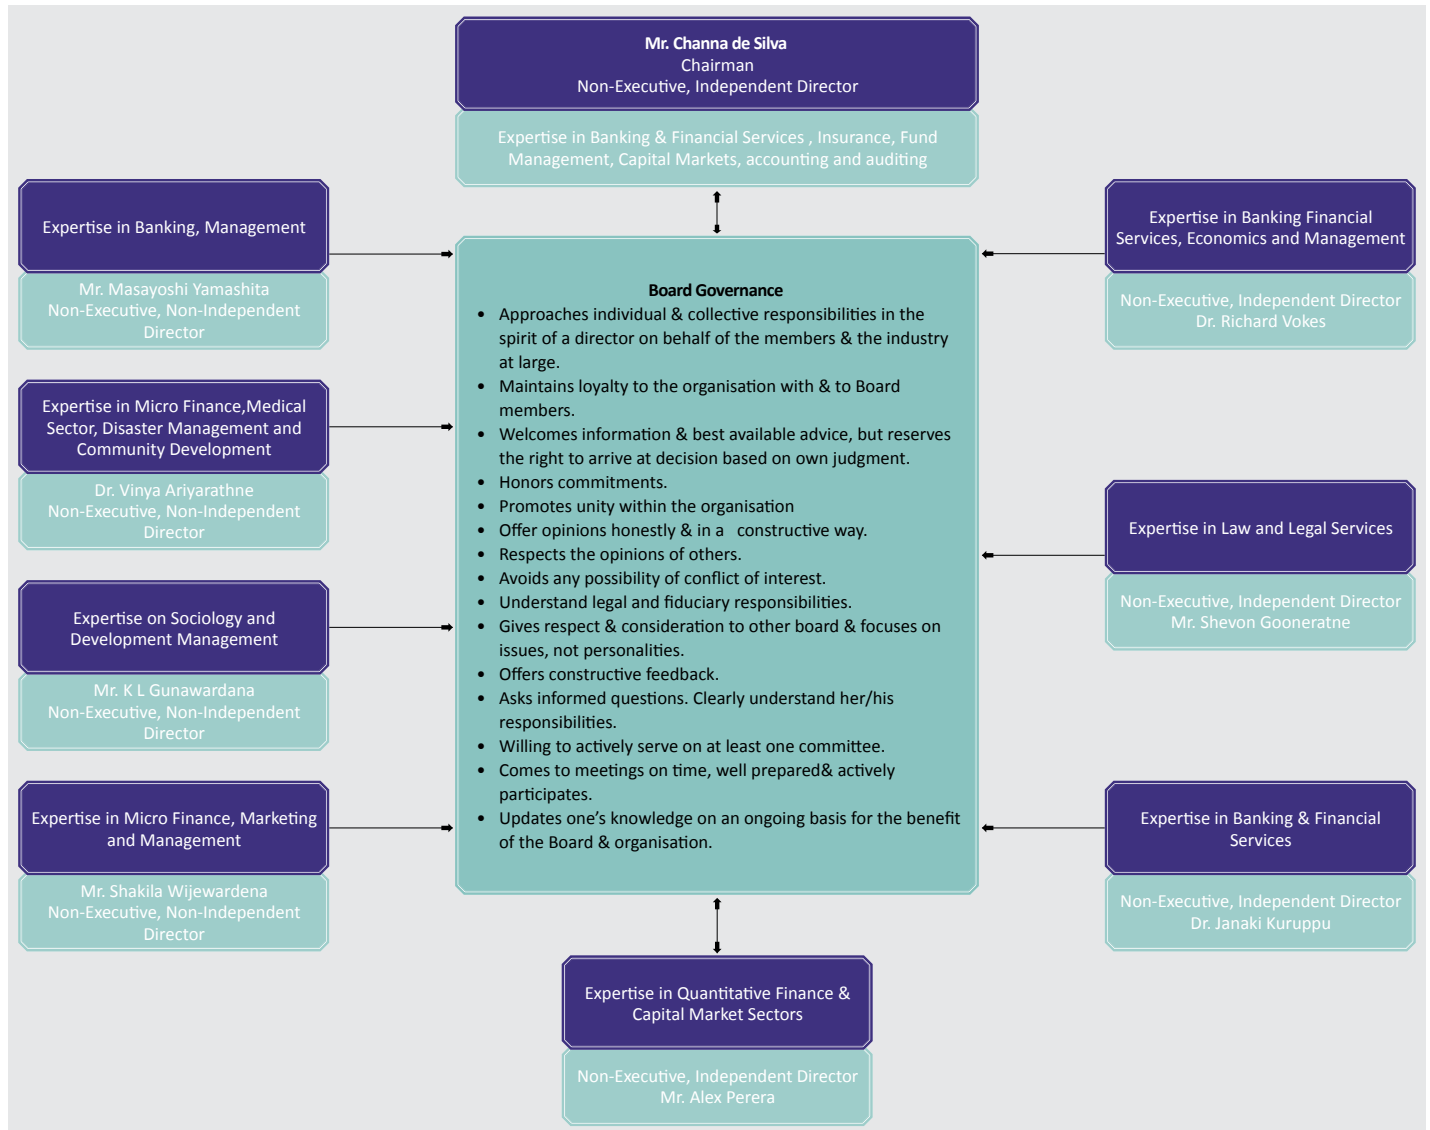 Mr. Channa de Silva
Chairman
Non-Executive, Independent Director
Expertise in Banking & Financial Services , Insurance, Fund
Management, Capital Markets, accounting and auditing
Expertise in Banking, Management
Mr. Masayoshi Yamashita
Non-Executive, Non-Independent
Director
Expertise in Micro Finance,Medical
Sector, Disaster Management and
Community Development
Dr. Vinya Ariyarathne
Non-Executive, Non-Independent
Director
Expertise on Sociology and
Development Management
Mr. K L Gunawardana
Non-Executive, Non-Independent
Director
Expertise in Micro Finance, Marketing
and Management
Mr. Shakila Wijewardena
Non-Executive, Non-Independent
Director
Board Governance
• Approaches individual & collective responsibilities in the
spirit of a director on behalf of the members & the industry
at large.
• Maintains loyalty to the organisation with & to Board
members.
• Welcomes information & best available advice, but reserves
the right to arrive at decision based on own judgment.
• Honors commitments.
• Promotes unity within the organisation
• Offer opinions honestly & in a constructive way.
• Respects the opinions of others.
• Avoids any possibility of conflict of interest.
• Understand legal and fiduciary responsibilities.
• Gives respect & consideration to other board & focuses on
issues, not personalities.
• Offers constructive feedback.
• Asks informed questions. Clearly understand her/his
responsibilities.
• Willing to actively serve on at least one committee.
• Comes to meetings on time, well prepared& actively
participates.
• Updates one’s knowledge on an ongoing basis for the benefit
of the Board & organisation.
Expertise in Banking Financial
Services, Economics and Management
Non-Executive, Independent Director
Dr. Richard Vokes
Expertise in Law and Legal Services
Non-Executive, Independent Director
Mr. Shevon Gooneratne
Expertise in Banking & Financial
Services
Non-Executive, Independent Director
Dr. Janaki Kuruppu
Expertise in Quantitative Finance &
Capital Market Sectors
Non-Executive, Independent Director
Mr. Alex Perera